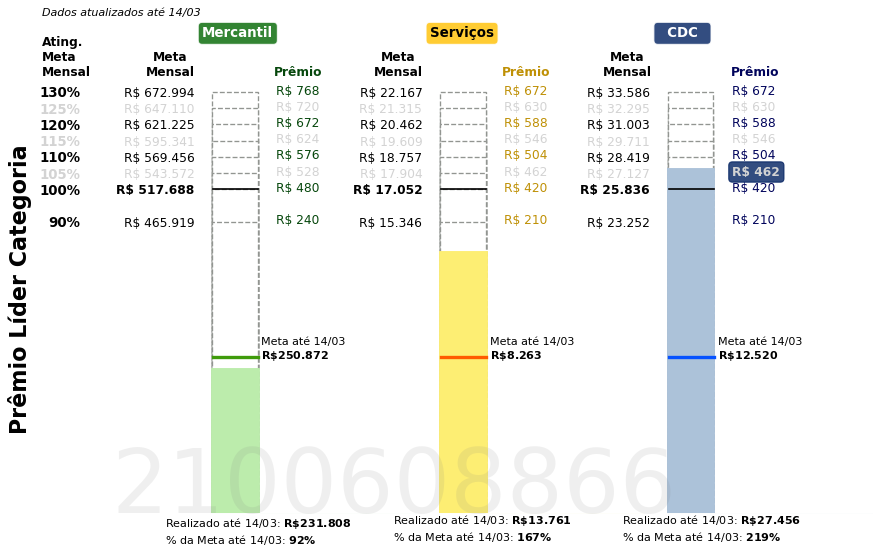 Dados atualizados até 14/03
Mercantil Serviços CDC
Ating. Meta Mensal Meta Mensal Prêmio Meta Mensal Prêmio Meta Mensal Prêmio
130% R$ 672.994 R$ 768 R$ 22.167 R$ 672 R$ 33.586 R$ 672
125% R$ 647.110 R$ 720 R$ 21.315 R$ 630 R$ 32.295 R$ 630
120% R$ 621.225 R$ 672 R$ 20.462 R$ 588 R$ 31.003 R$ 588
115% R$ 595.341 R$ 624 R$ 19.609 R$ 546 R$ 29.711 R$ 546
110% R$ 569.456 R$ 576 R$ 18.757 R$ 504 R$ 28.419 R$ 504
105% R$ 543.572 R$ 528 R$ 17.904 R$ 462 R$ 27.127 R$ 462
100% R$ 517.688 R$ 480 R$ 17.052 R$ 420 R$ 25.836 R$ 420
90% R$ 465.919 R$ 240 R$ 15.346 R$ 210 R$ 23.252 R$ 210
Prêmio Líder Categoria
Meta até 14/03 Meta até 14/03 Meta até 14/03
R$250.872 R$8.263 R$12.520
2100608866
Realizado até 14/03: R$231.808 Realizado até 14/03: R$13.761 Realizado até 14/03: R$27.456
% da Meta até 14/03: 92% % da Meta até 14/03: 167% % da Meta até 14/03: 219%